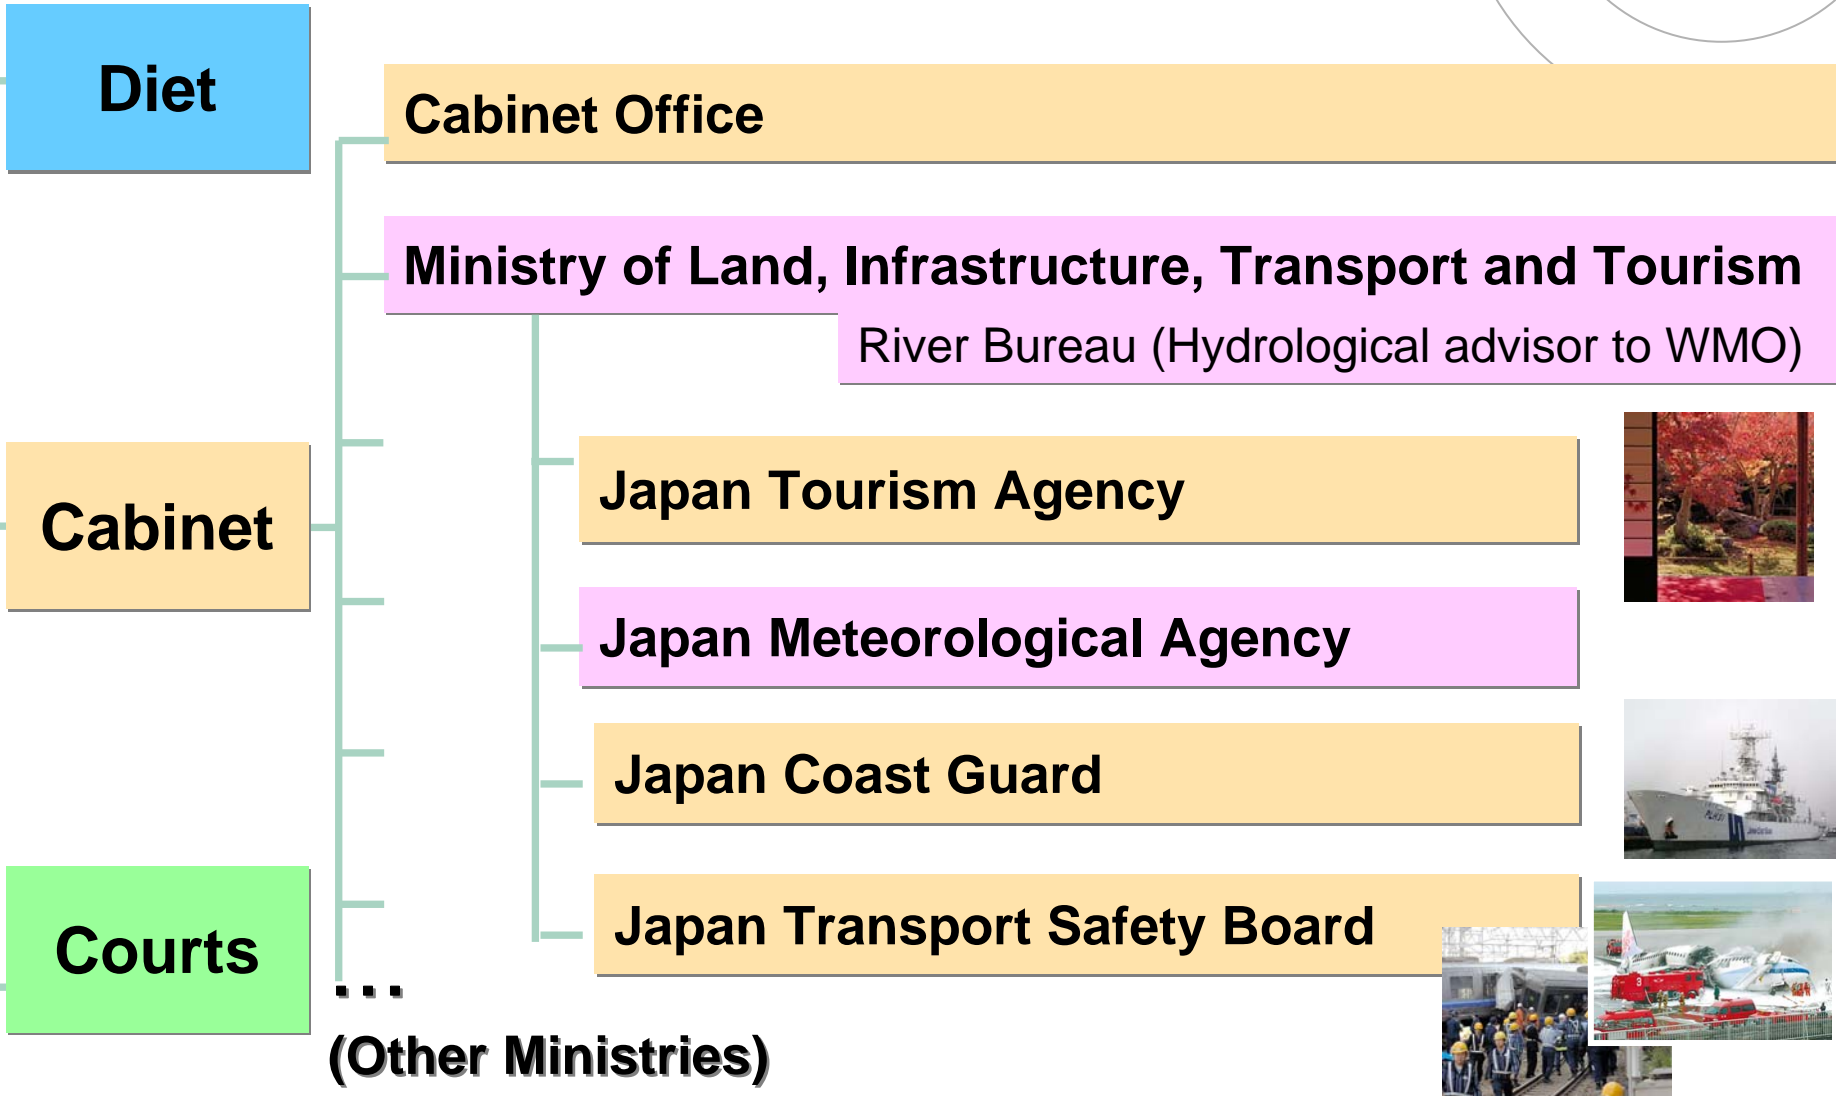 Diet
Cabinet Office
Ministry of Land, Infrastructure, Transport and Tourism
River Bureau (Hydrological advisor to WMO)
Cabinet
Japan Tourism Agency
Japan Meteorological Agency
Japan Coast Guard
Courts
Japan Transport Safety Board
...
(Other Ministries)